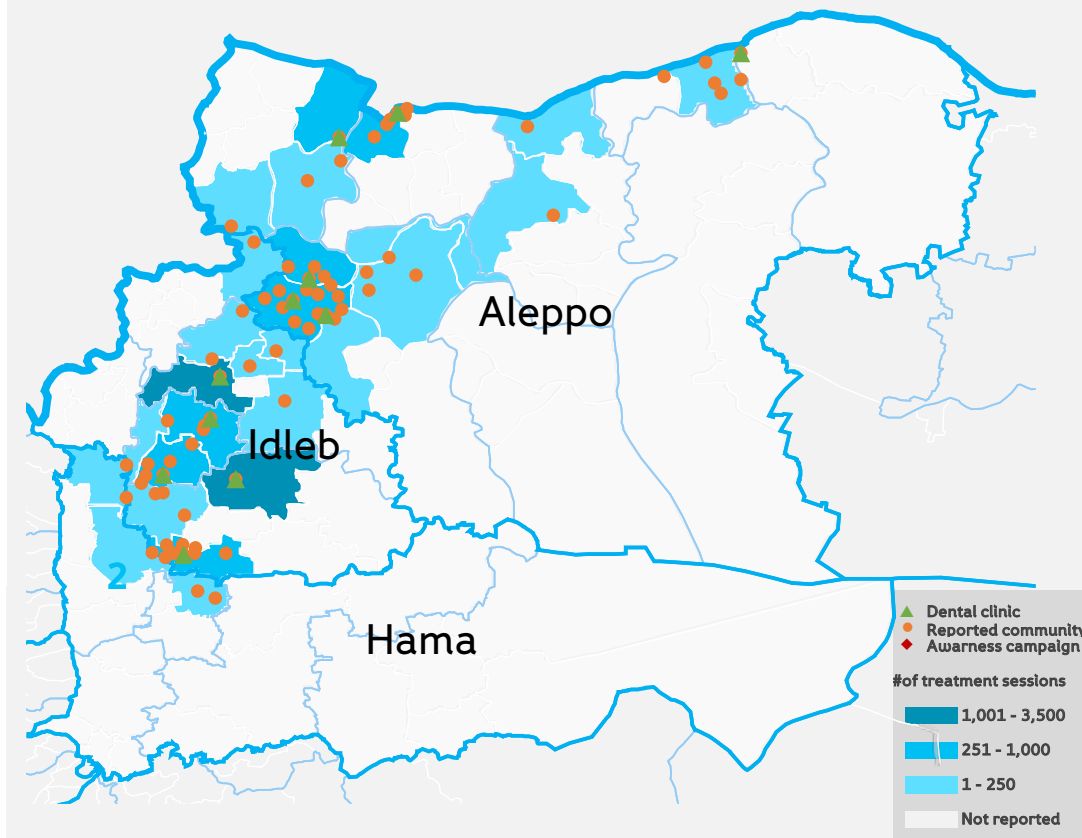 Aleppo
Idleb
2
Hama
Dental clinic
Reported community
Awarness campaign
#of treatment sessions
1,001 - 3,500
251 - 1,000
1 - 250
Not reported